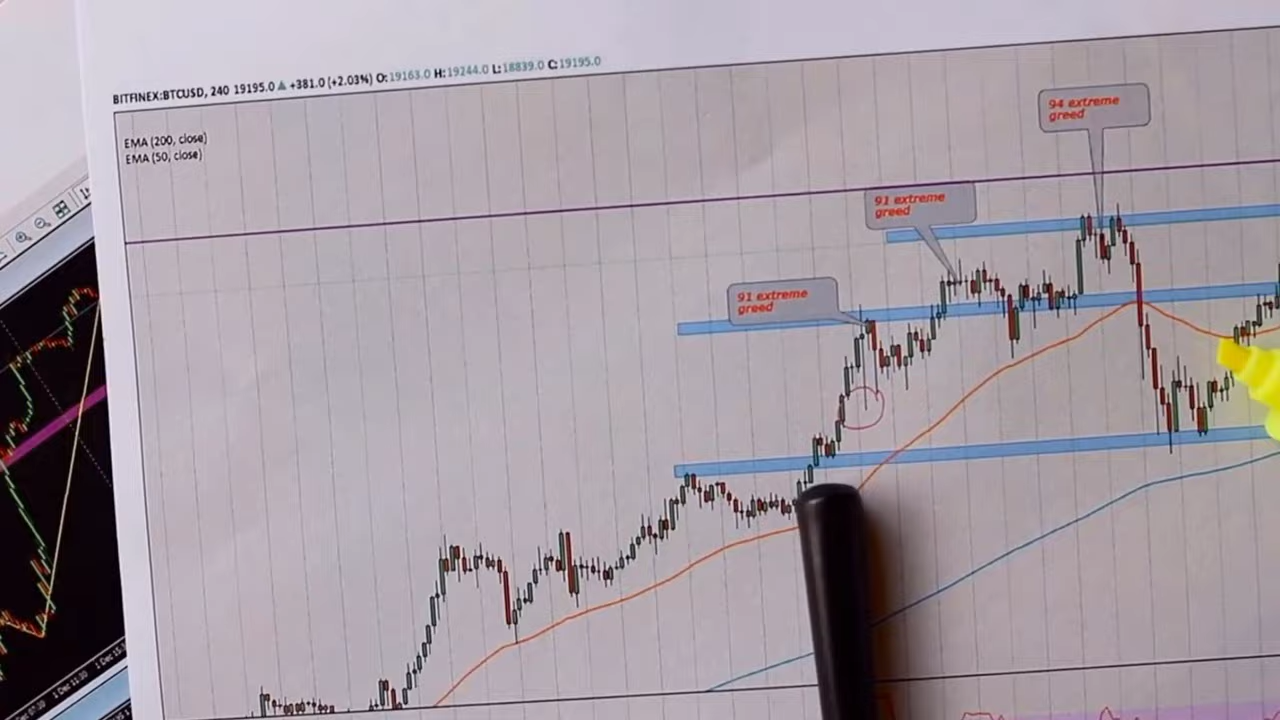 BITFINEX:BTCUSD, 240 19195.0 ▲ +381.0 (+2.03%) O:19163.0 H:19244.0 L:18839.0 C:19195.0
EMA (200, close)
EMA (50, close)
94 extreme
greed
91 extreme
greed
91 extreme
greed